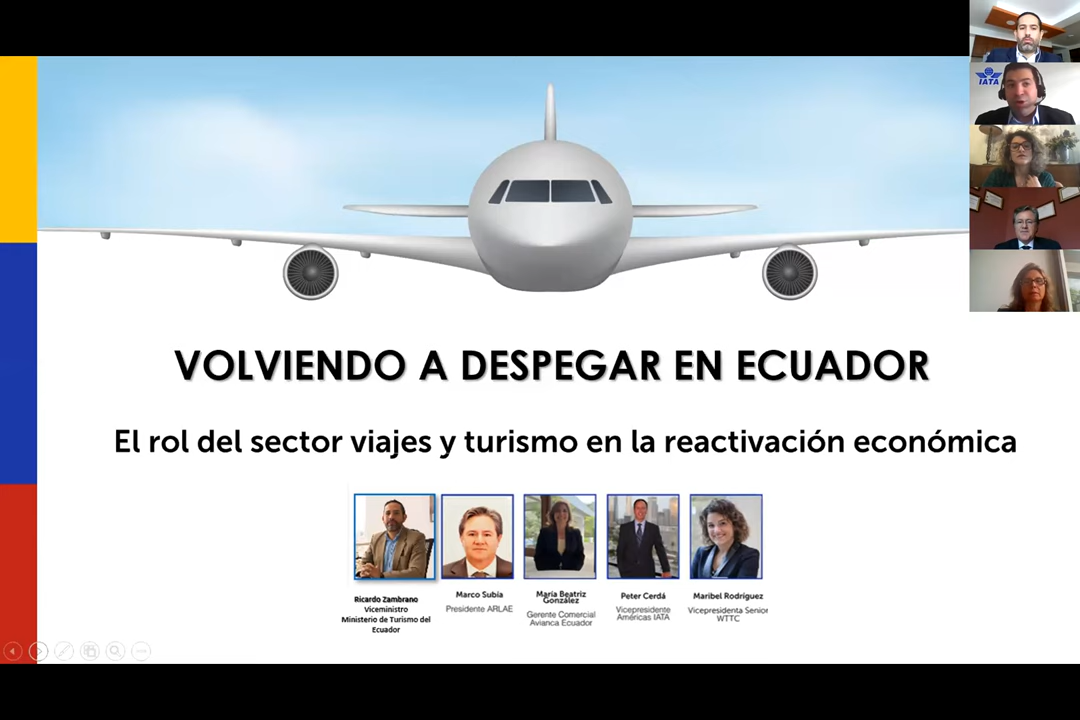 IATA
VOLVIENDO A DESPEGAR EN ECUADOR
El rol del sector viajes y turismo en la reactivación económica
Ricardo Zambrano
Viceministro
Ministerio de Turismo del
Ecuador
Marco Subía
Presidente ARLAE
María Beatriz
González
Gerente Comercial
Avianca Ecuador
Peter Cerdá
Vicepresidente
Américas IATA
Maribel Rodríguez
Vicepresidenta Senior
WTTC